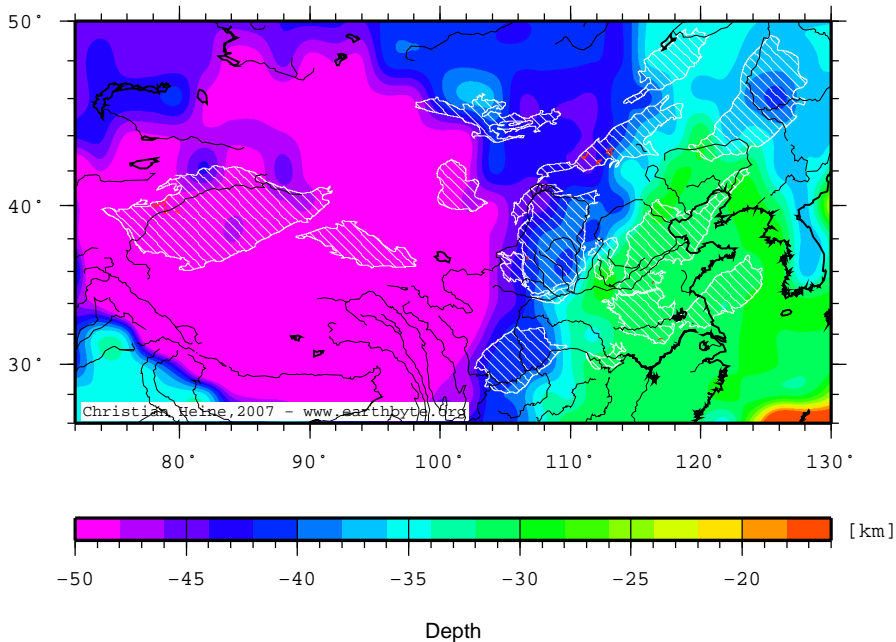 50°
40°
30°
Christian Heine,2007 - www.earthbyte.org
80° 90° 100° 110° 120° 130°
[km]
−50 −45 −40 −35 −30 −25 −20
Depth